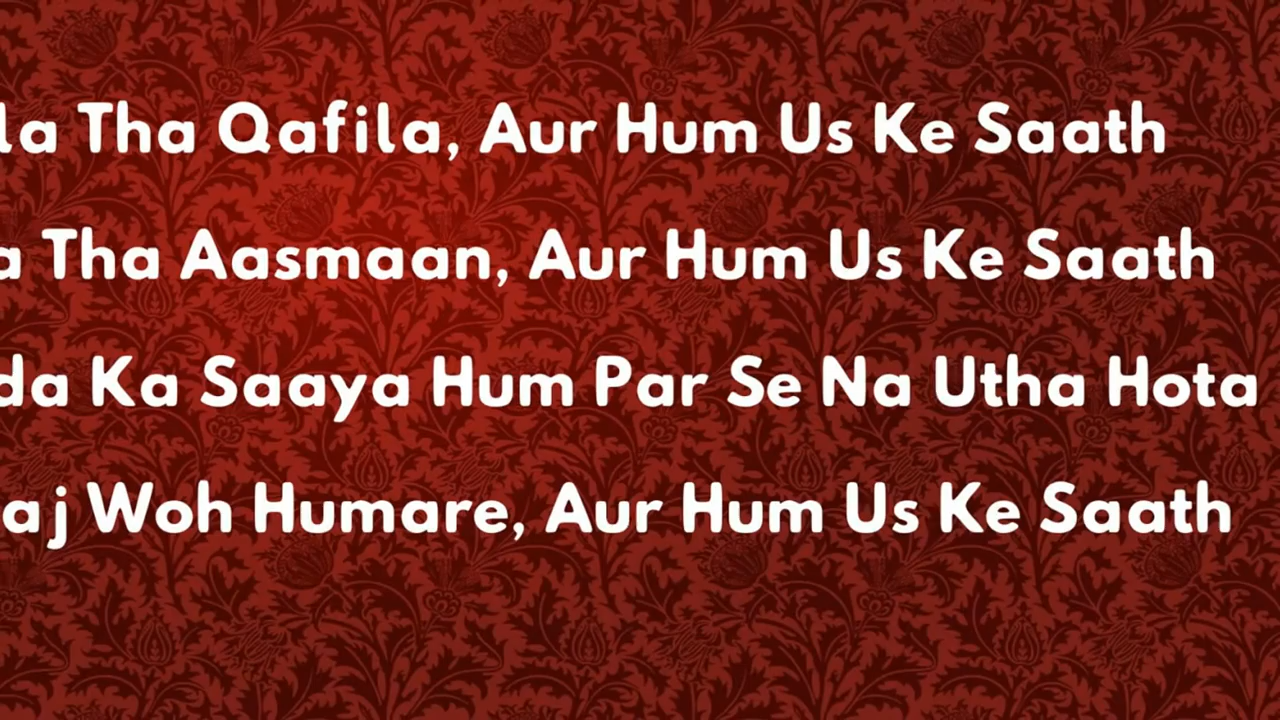 la Tha Qafila, Aur Hum Us Ke Saath
a Tha Aasmaan, Aur Hum Us Ke Saath
da Ka Saaya Hum Par Se Na Utha Hota
aj Woh Humare, Aur Hum Us Ke Saath